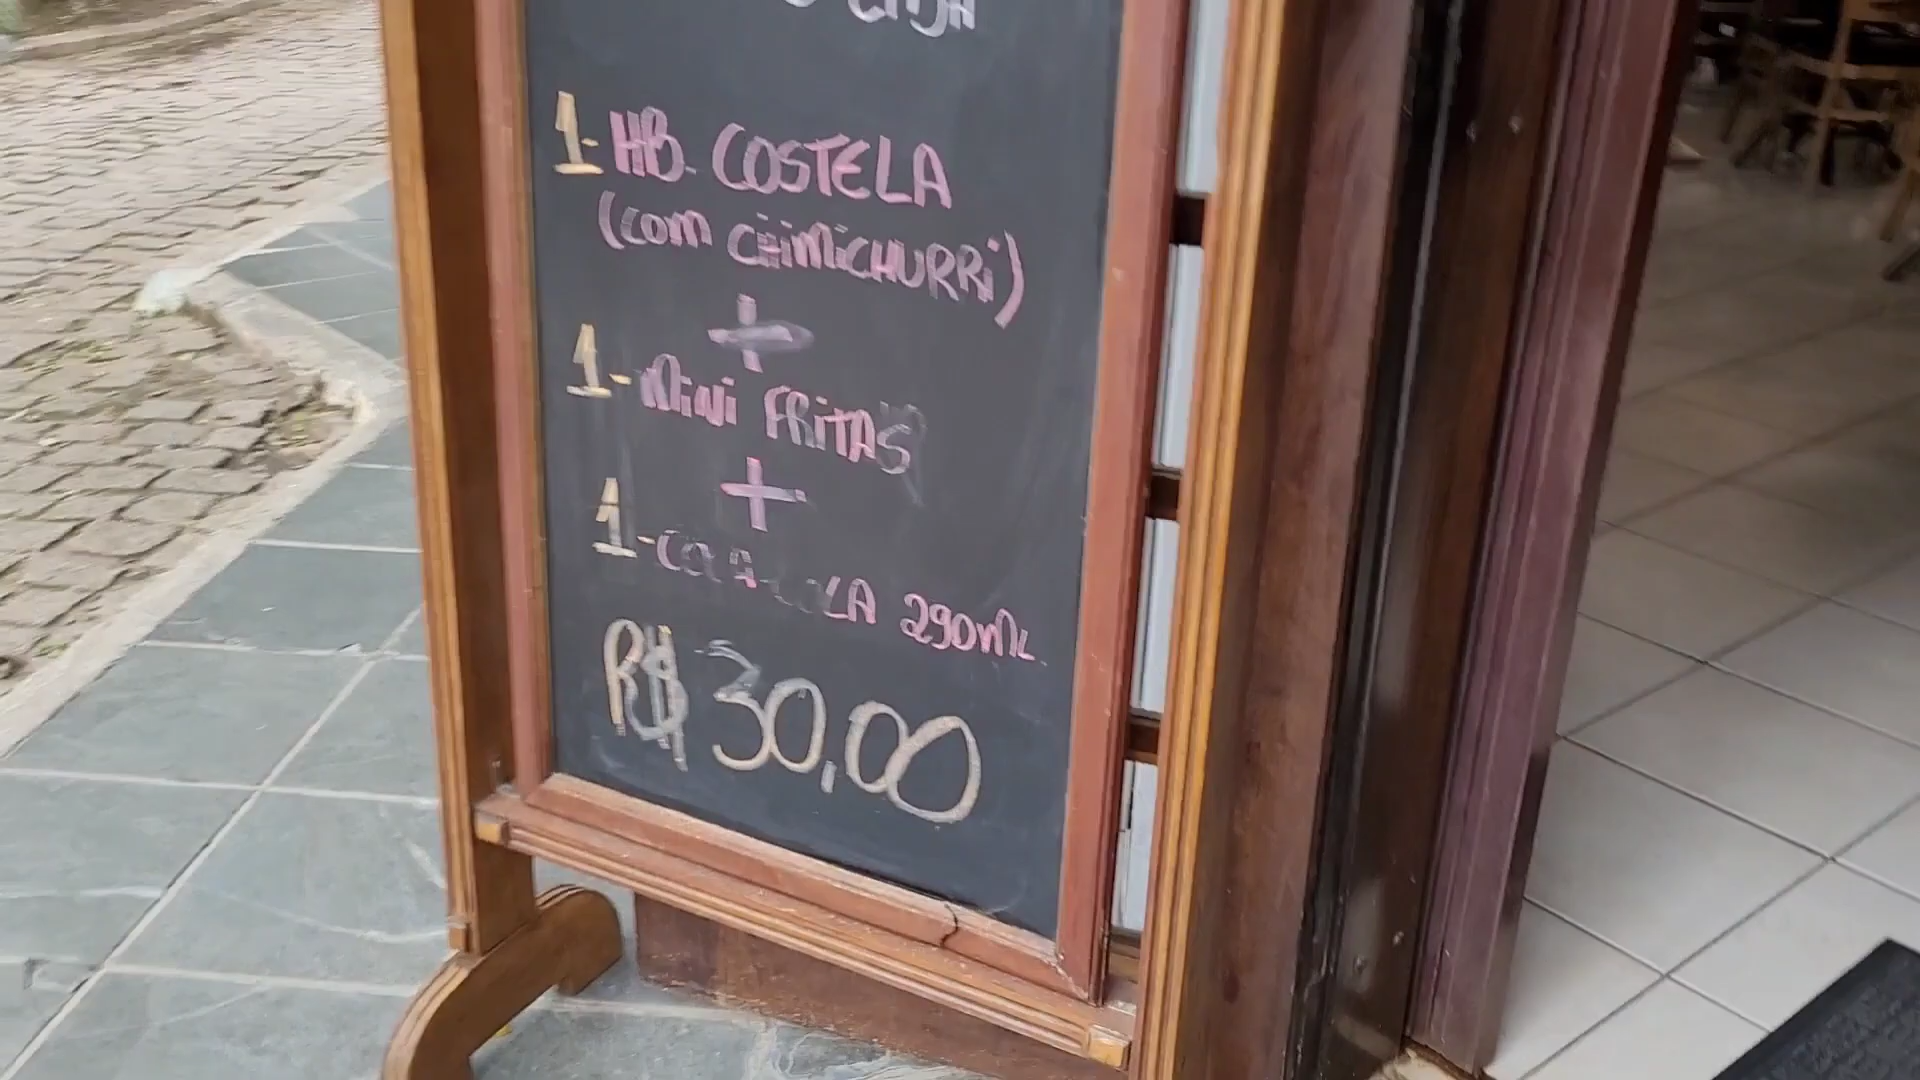 1- HB. COSTELA
(COM CHIMICHURRI)
+
1- MINI FRITAS
+
1- COCA-COLA 290ML
R$ 30,00